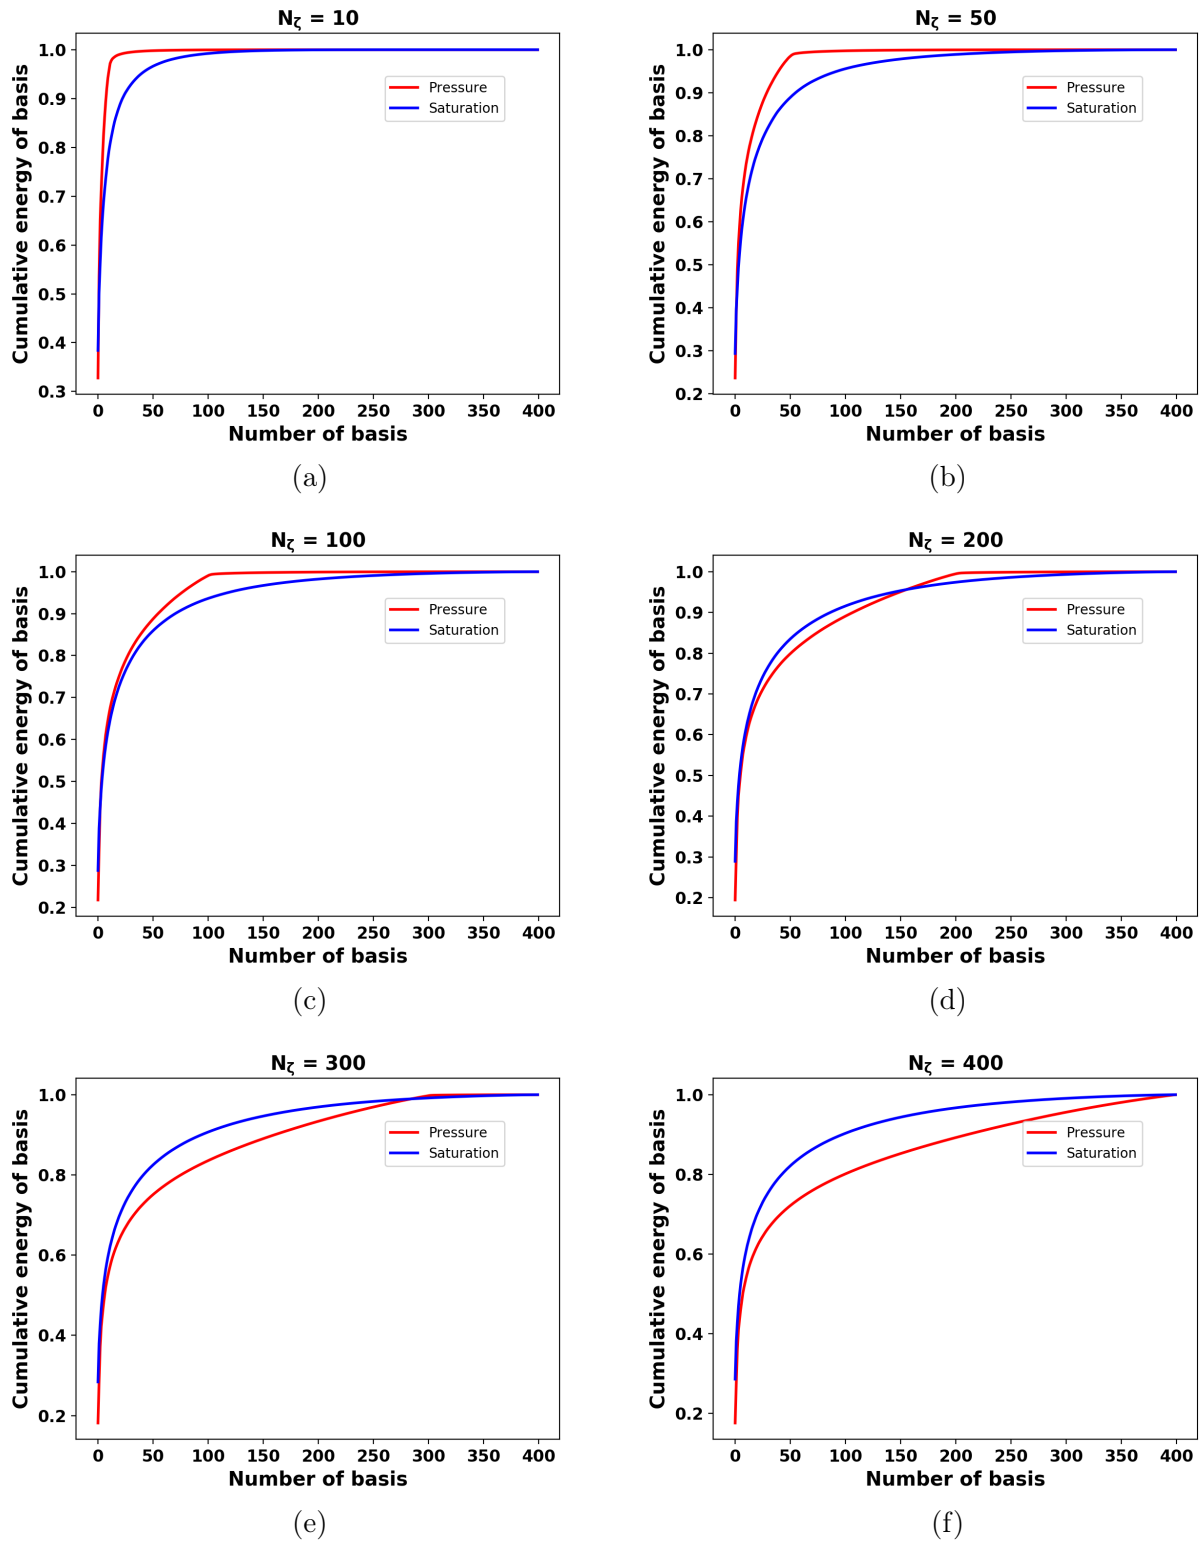 N_ζ = 10
Cumulative energy of basis
1.0
0.9
0.8
0.7
0.6
0.5
0.4
0.3
Pressure
Saturation
0 50 100 150 200 250 300 350 400
Number of basis
(a)
N_ζ = 50
Cumulative energy of basis
1.0
0.9
0.8
0.7
0.6
0.5
0.4
0.3
0.2
Pressure
Saturation
0 50 100 150 200 250 300 350 400
Number of basis
(b)
N_ζ = 100
Cumulative energy of basis
1.0
0.9
0.8
0.7
0.6
0.5
0.4
0.3
0.2
Pressure
Saturation
0 50 100 150 200 250 300 350 400
Number of basis
(c)
N_ζ = 200
Cumulative energy of basis
1.0
0.9
0.8
0.7
0.6
0.5
0.4
0.3
0.2
Pressure
Saturation
0 50 100 150 200 250 300 350 400
Number of basis
(d)
N_ζ = 300
Cumulative energy of basis
1.0
0.8
0.6
0.4
0.2
Pressure
Saturation
0 50 100 150 200 250 300 350 400
Number of basis
(e)
N_ζ = 400
Cumulative energy of basis
1.0
0.8
0.6
0.4
0.2
Pressure
Saturation
0 50 100 150 200 250 300 350 400
Number of basis
(f)